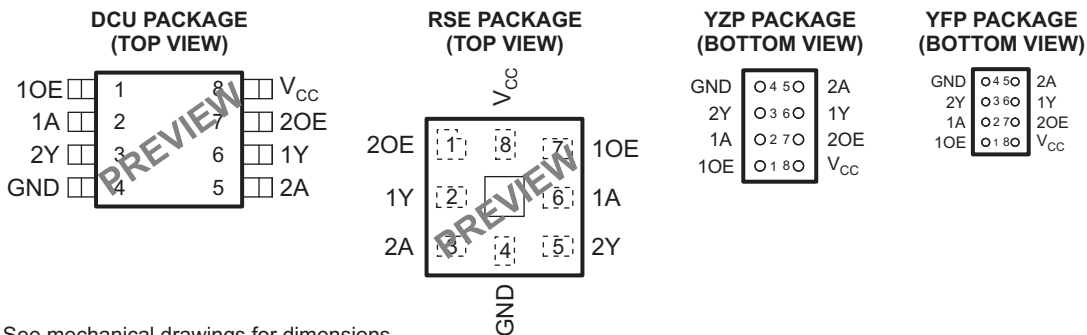 DCU PACKAGE
(TOP VIEW)
1OE 1 8 VCC
1A 2 7 2OE
2Y 3 6 1Y
GND 4 5 2A
PREVIEW
RSE PACKAGE
(TOP VIEW)
VCC
2OE 1 8 7 1OE
1Y 2 6 1A
2A 3 4 5 2Y
GND
PREVIEW
YZP PACKAGE
(BOTTOM VIEW)
GND 4 5 2A
2Y 3 6 1Y
1A 2 7 2OE
1OE 1 8 VCC
YFP PACKAGE
(BOTTOM VIEW)
GND 4 5 2A
2Y 3 6 1Y
1A 2 7 2OE
1OE 1 8 VCC
See mechanical drawings for dimensions